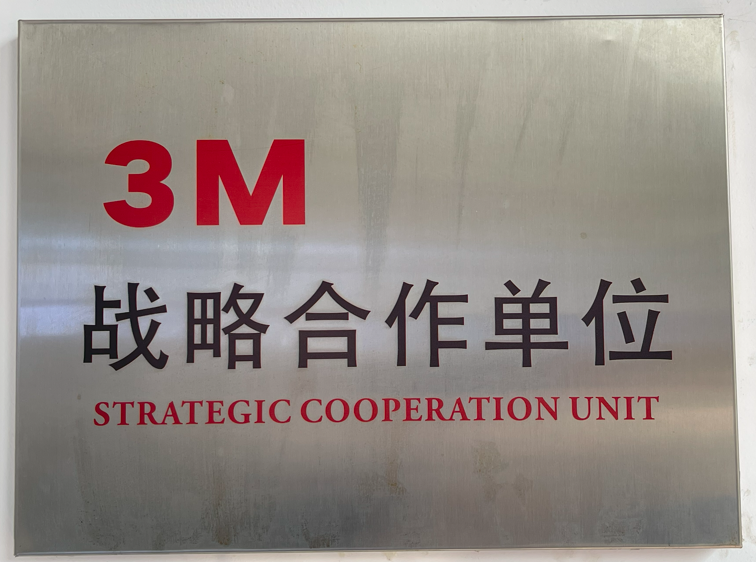 3M
战略合作单位
STRATEGIC COOPERATION UNIT